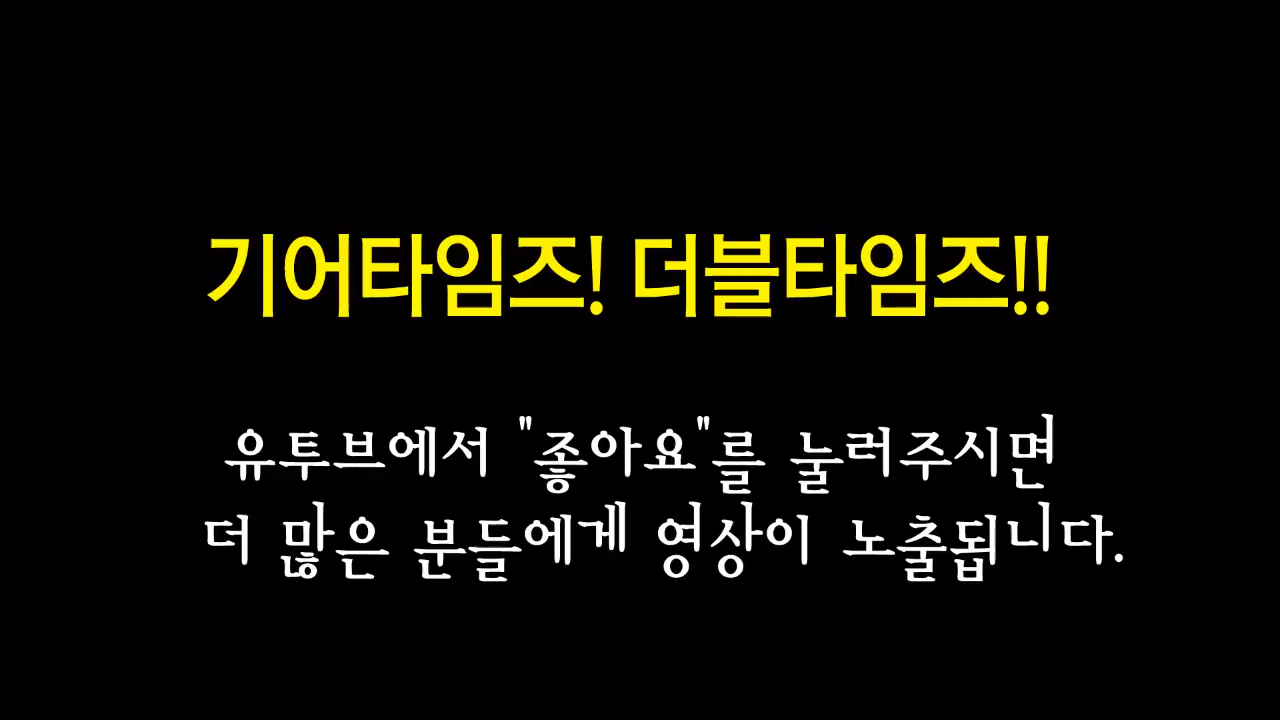 기어타임즈! 더블타임즈!!
유투브에서 "좋아요"를 눌러주시면
더 많은 분들에게 영상이 노출됩니다.